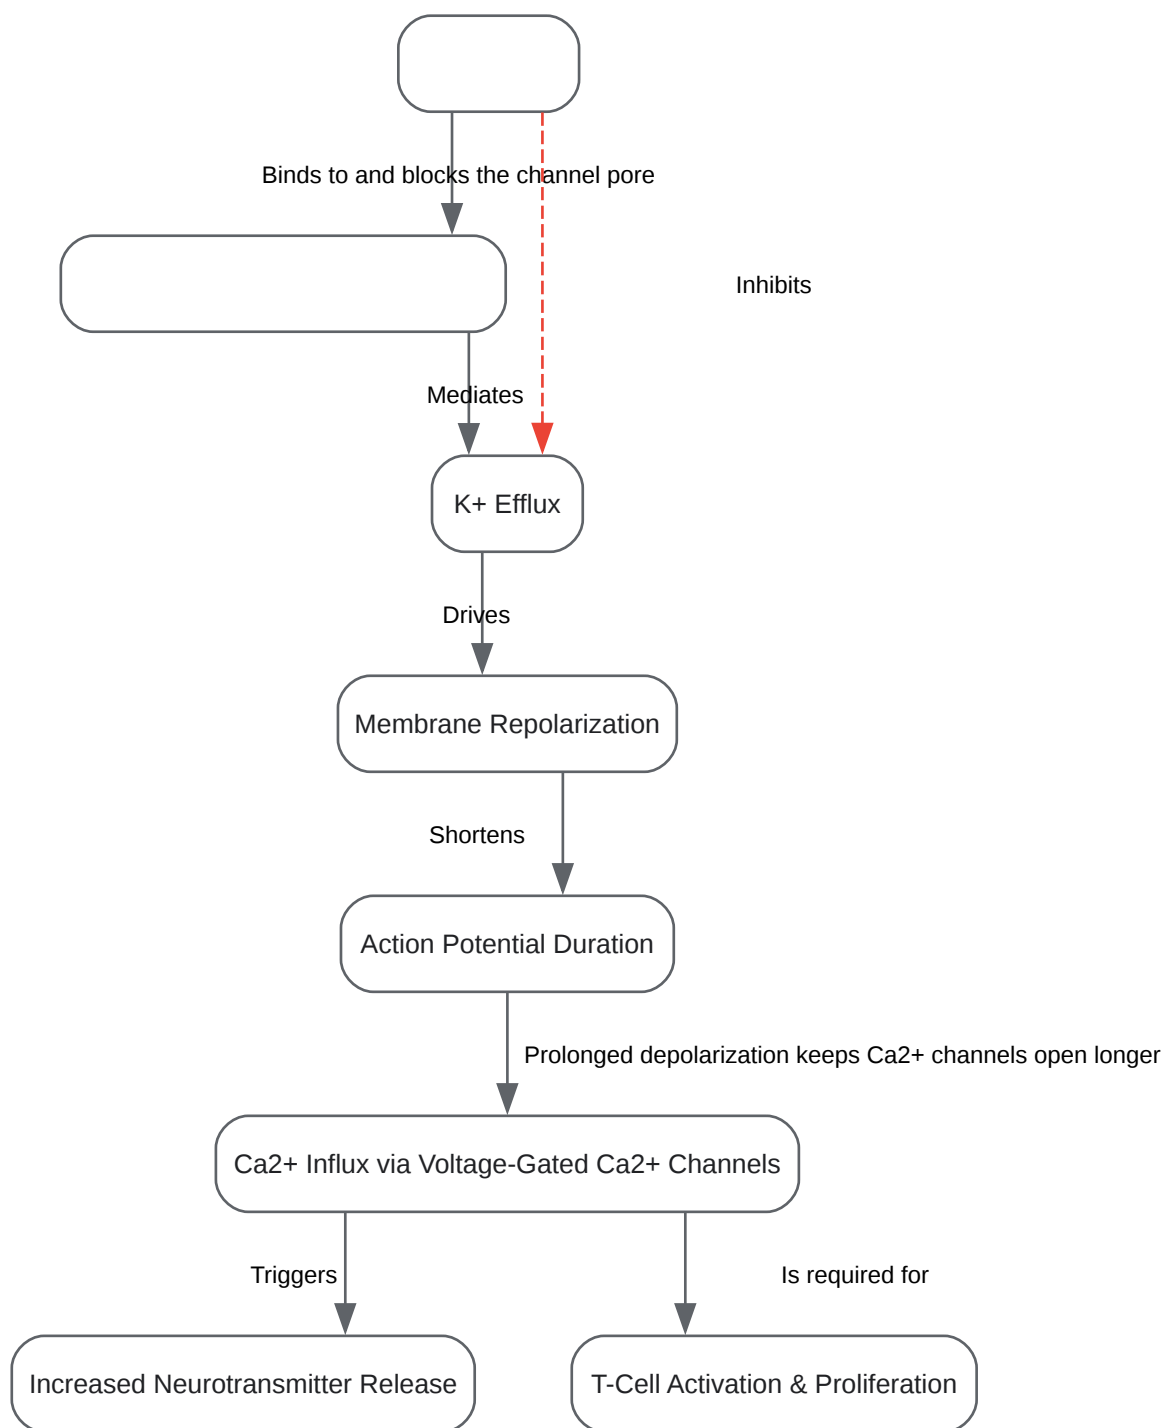 Binds to and blocks the channel pore
Inhibits
Mediates
K+ Efflux
Drives
Membrane Repolarization
Shortens
Action Potential Duration
Prolonged depolarization keeps Ca2+ channels open longer
Ca2+ Influx via Voltage-Gated Ca2+ Channels
Triggers
Is required for
Increased Neurotransmitter Release
T-Cell Activation & Proliferation